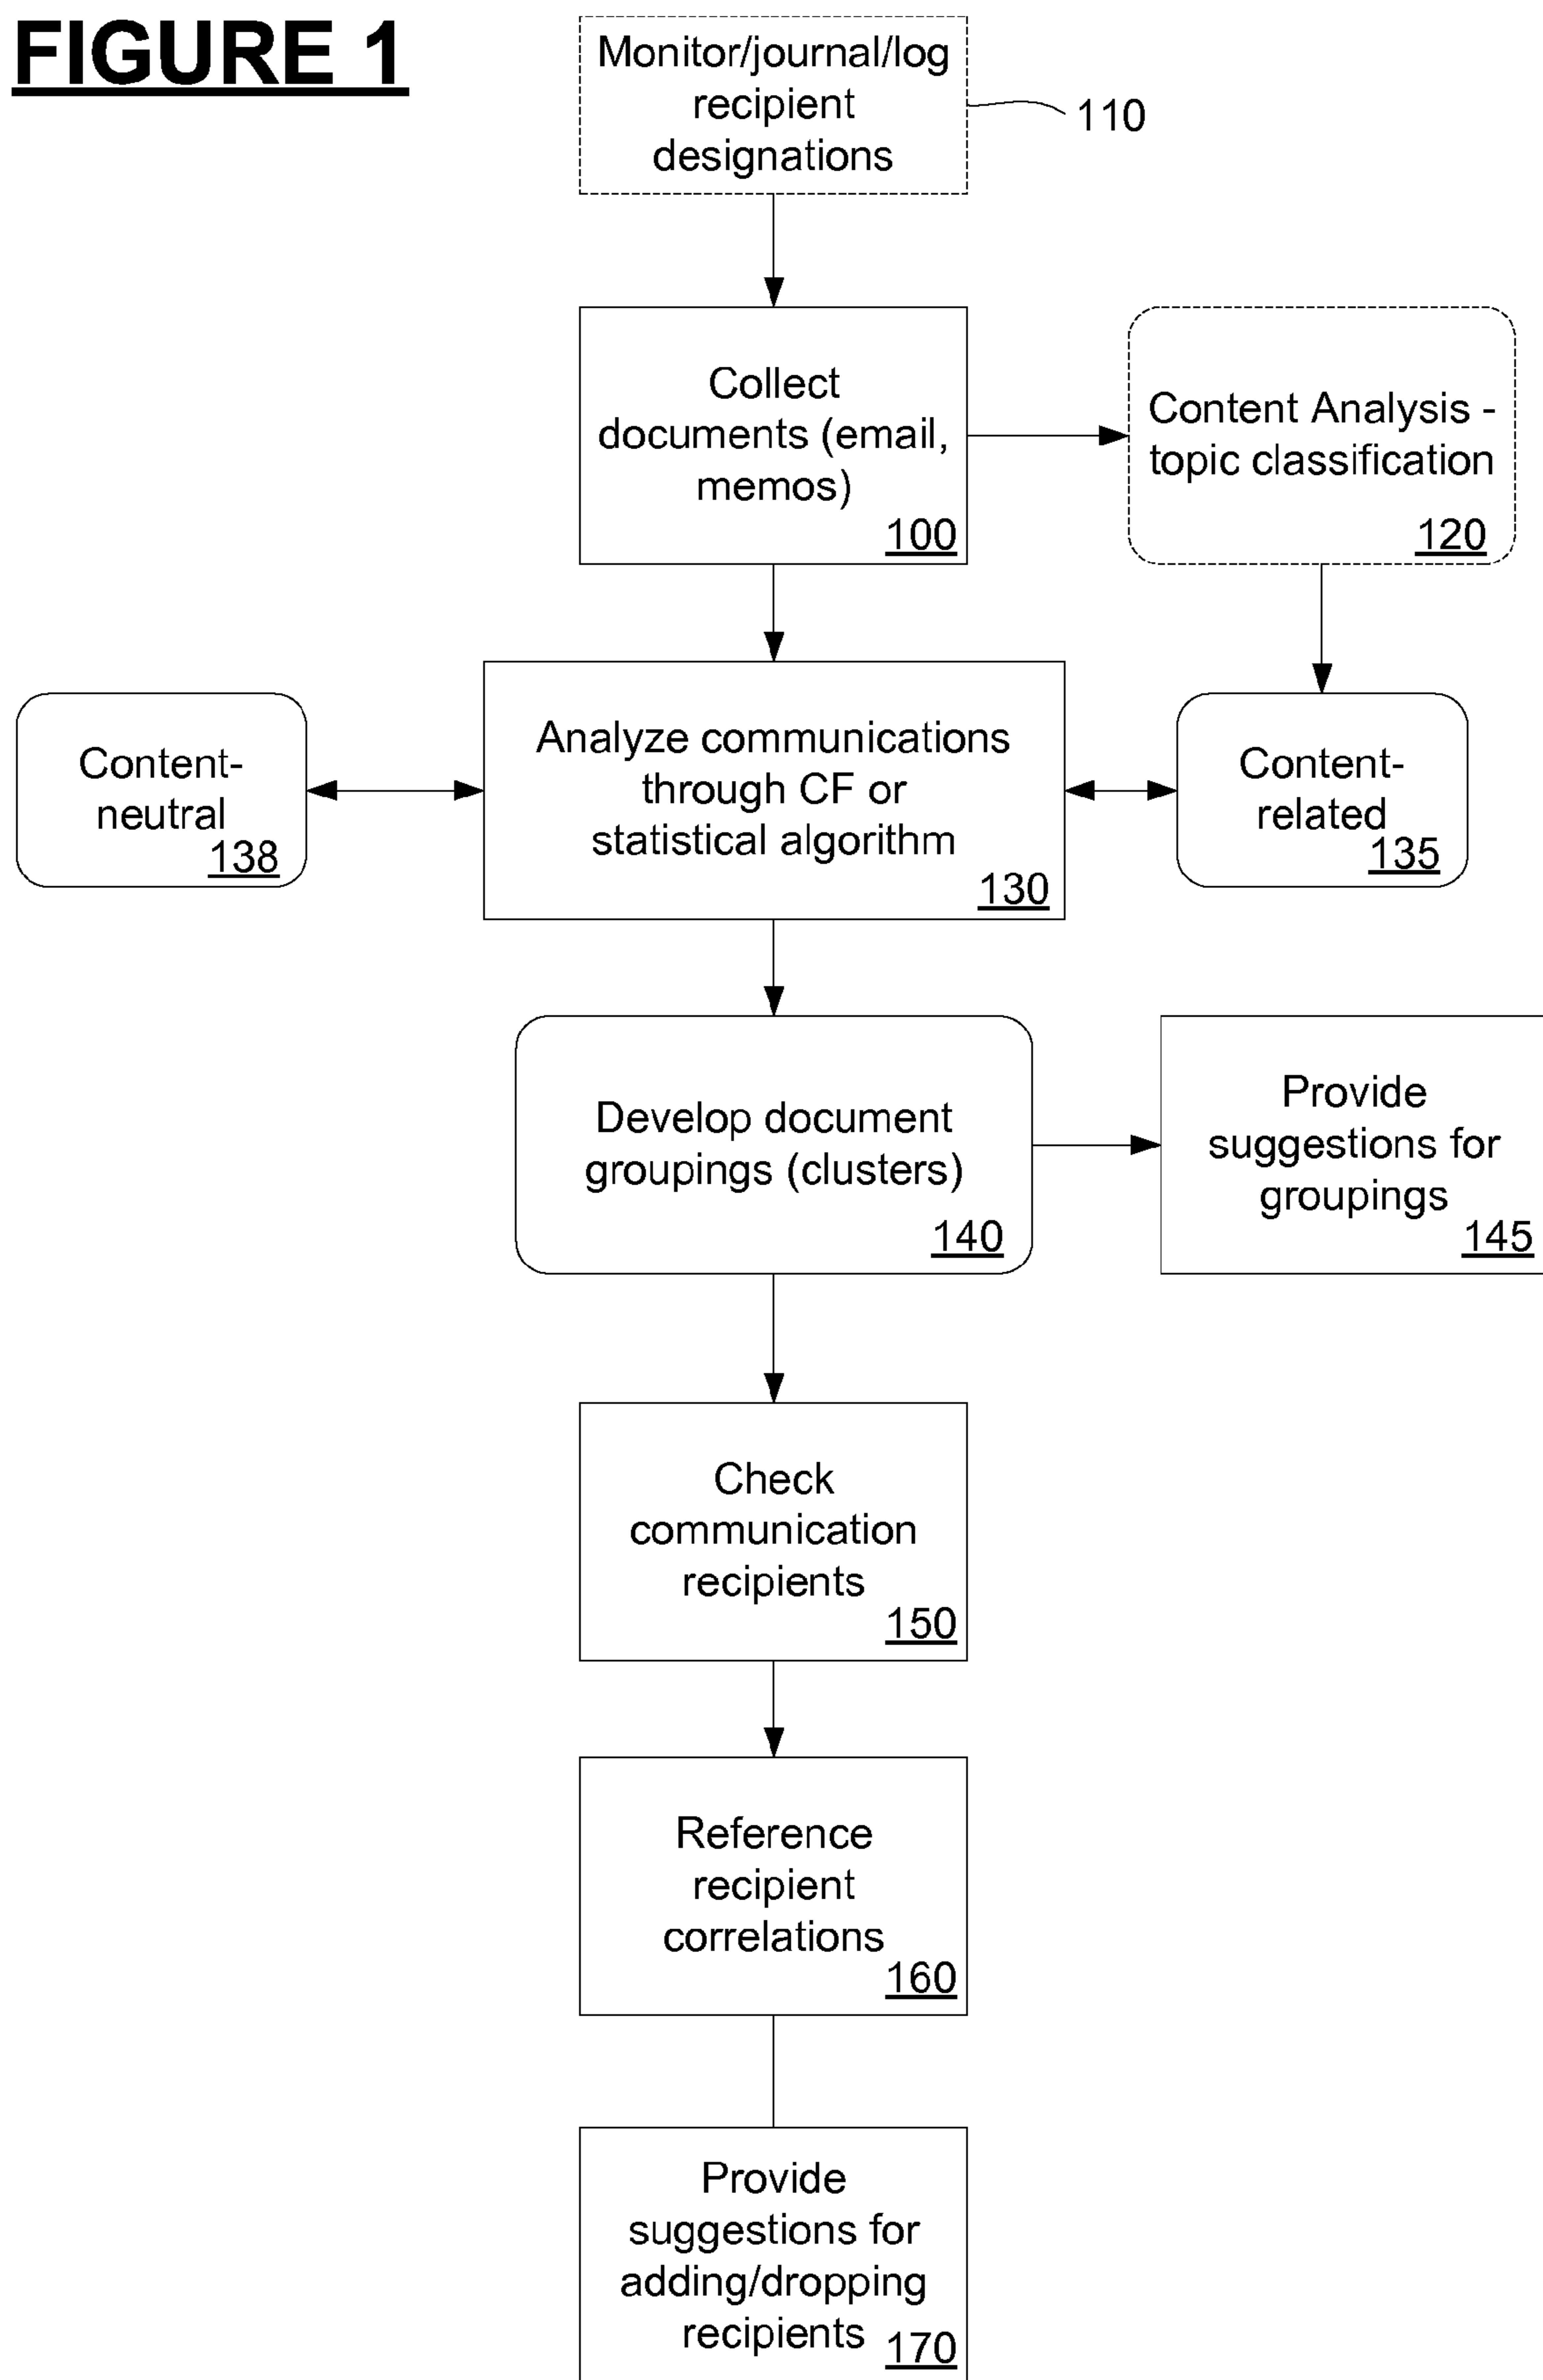 FIGURE 1
Monitor/journal/log
recipient
designations
110
Collect
documents (email,
memos)
100
Content Analysis -
topic classification
120
Content-
neutral
138
Analyze communications
through CF or
statistical algorithm
130
Content-
related
135
Develop document
groupings (clusters)
140
Provide
suggestions for
groupings
145
Check
communication
recipients
150
Reference
recipient
correlations
160
Provide
suggestions for
adding/dropping
recipients
170